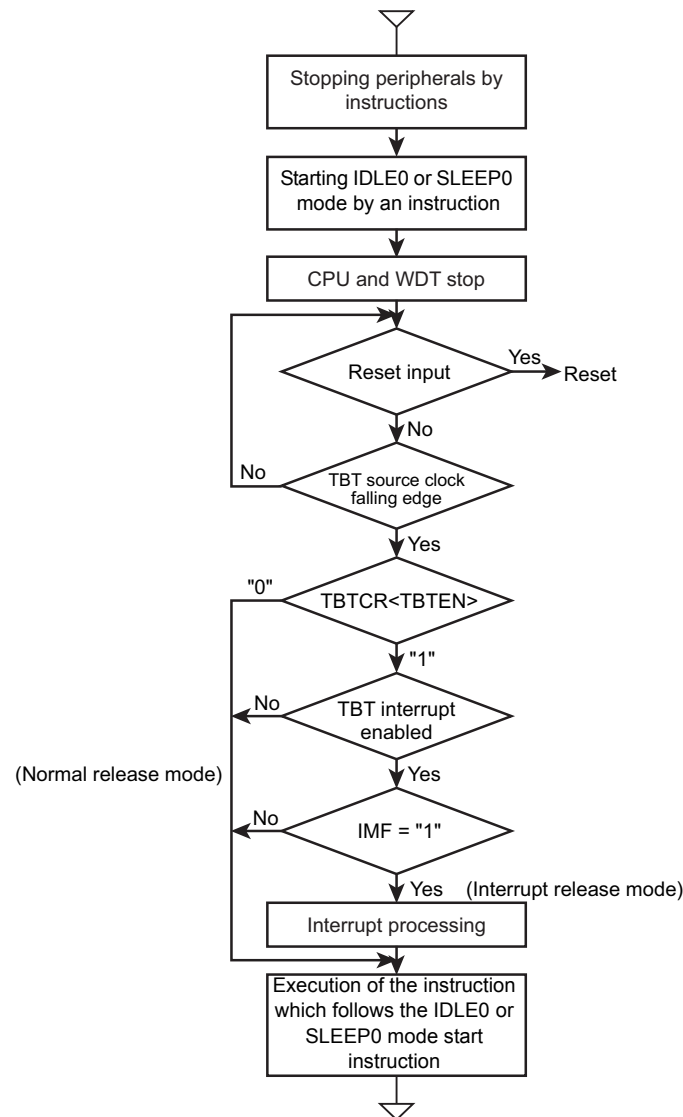 Stopping peripherals by
instructions
Starting IDLE0 or SLEEP0
mode by an instruction
CPU and WDT stop
Reset input
Yes
Reset
No
No
TBT source clock
falling edge
Yes
"0"
TBTCR<TBTEN>
"1"
No
TBT interrupt
enabled
(Normal release mode)
Yes
No
IMF = "1"
Yes
(Interrupt release mode)
Interrupt processing
Execution of the instruction
which follows the IDLE0 or
SLEEP0 mode start
instruction